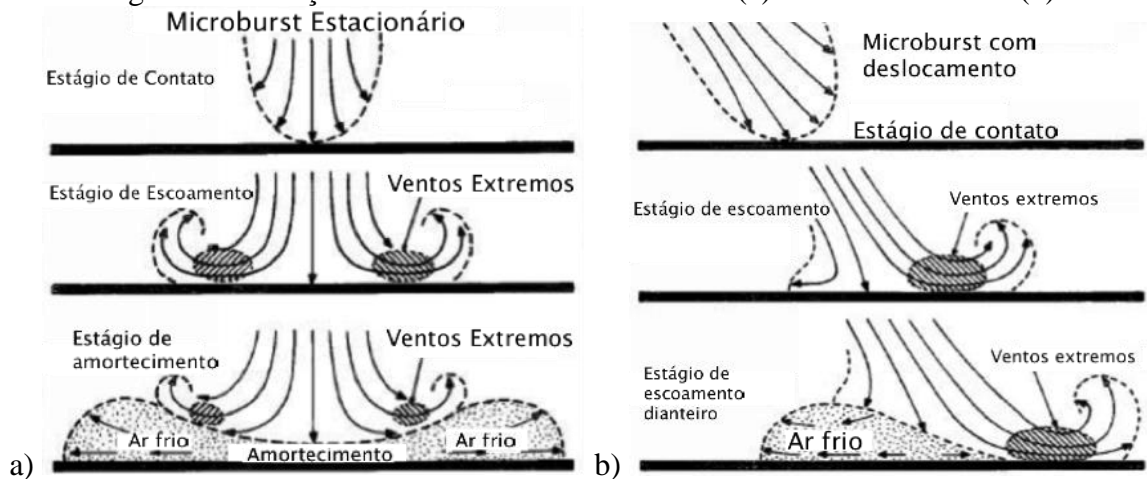 Microburst Estacionário
Estágio de Contato
Estágio de Escoamento
Ventos Extremos
Estágio de
amortecimento
Ventos Extremos
Ar frio
Ar frio
Amortecimento
a)
Microburst com
deslocamento
Estágio de contato
Estágio de escoamento
Ventos extremos
Estágio de
escoamento
dianteiro
Ventos extremos
Ar frio
b)